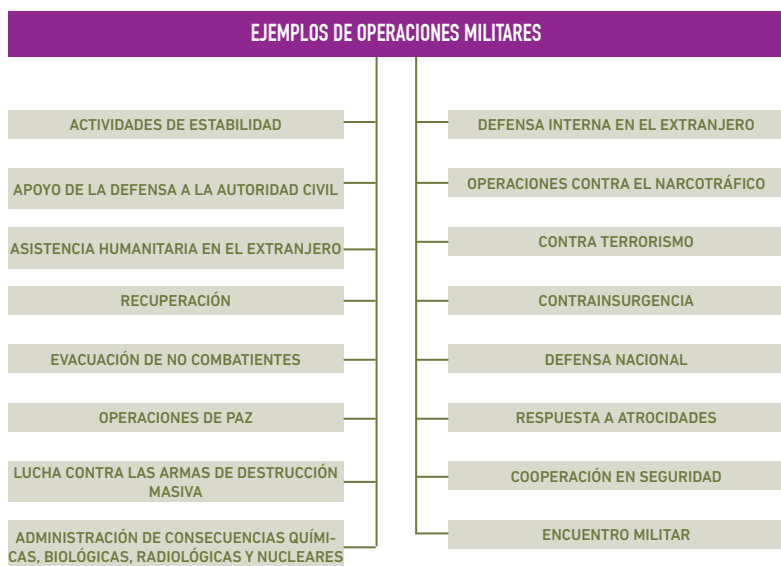 EJEMPLOS DE OPERACIONES MILITARES
ACTIVIDADES DE ESTABILIDAD
APOYO DE LA DEFENSA A LA AUTORIDAD CIVIL
ASISTENCIA HUMANITARIA EN EL EXTRANJERO
RECUPERACIÓN
EVACUACIÓN DE NO COMBATIENTES
OPERACIONES DE PAZ
LUCHA CONTRA LAS ARMAS DE DESTRUCCIÓN
MASIVA
ADMINISTRACIÓN DE CONSECUENCIAS QUÍMI-
CAS, BIOLÓGICAS, RADIOLÓGICAS Y NUCLEARES
DEFENSA INTERNA EN EL EXTRANJERO
OPERACIONES CONTRA EL NARCOTRÁFICO
CONTRA TERRORISMO
CONTRAINSURGENCIA
DEFENSA NACIONAL
RESPUESTA A ATROCIDADES
COOPERACIÓN EN SEGURIDAD
ENCUENTRO MILITAR